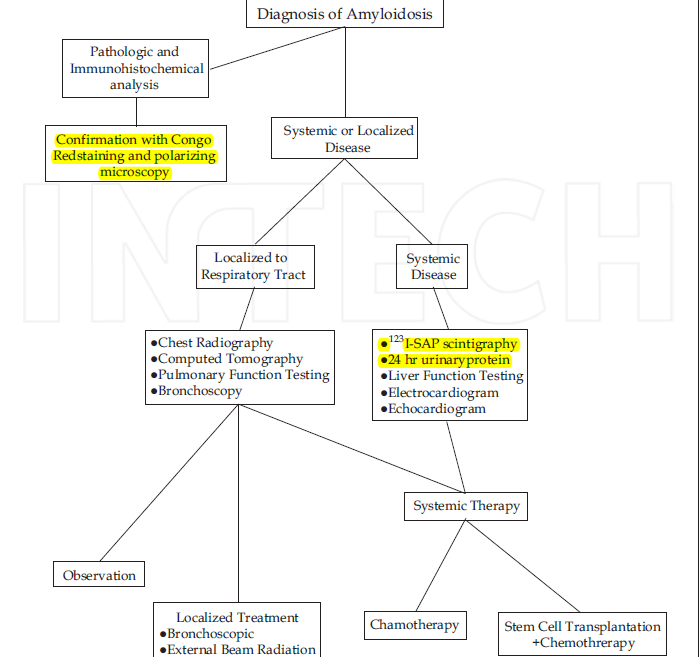 Diagnosis of Amyloidosis
Pathologic and
Immunohistochemical
analysis
Confirmation with Congo
Redstaining and polarizing
microscopy
Systemic or Localized
Disease
INTECH
Localized to
Respiratory Tract
Systemic
Disease
●Chest Radiography
●Computed Tomography
●Pulmonary Function Testing
●Bronchoscopy
●123I-SAP scintigraphy
●24 hr urinaryprotein
●Liver Function Testing
●Electrocardiogram
●Echocardiogram
Systemic Therapy
Observation
Localized Treatment
●Bronchoscopic
●External Beam Radiation
Chamotherapy
Stem Cell Transplantation
+Chemothrerapy